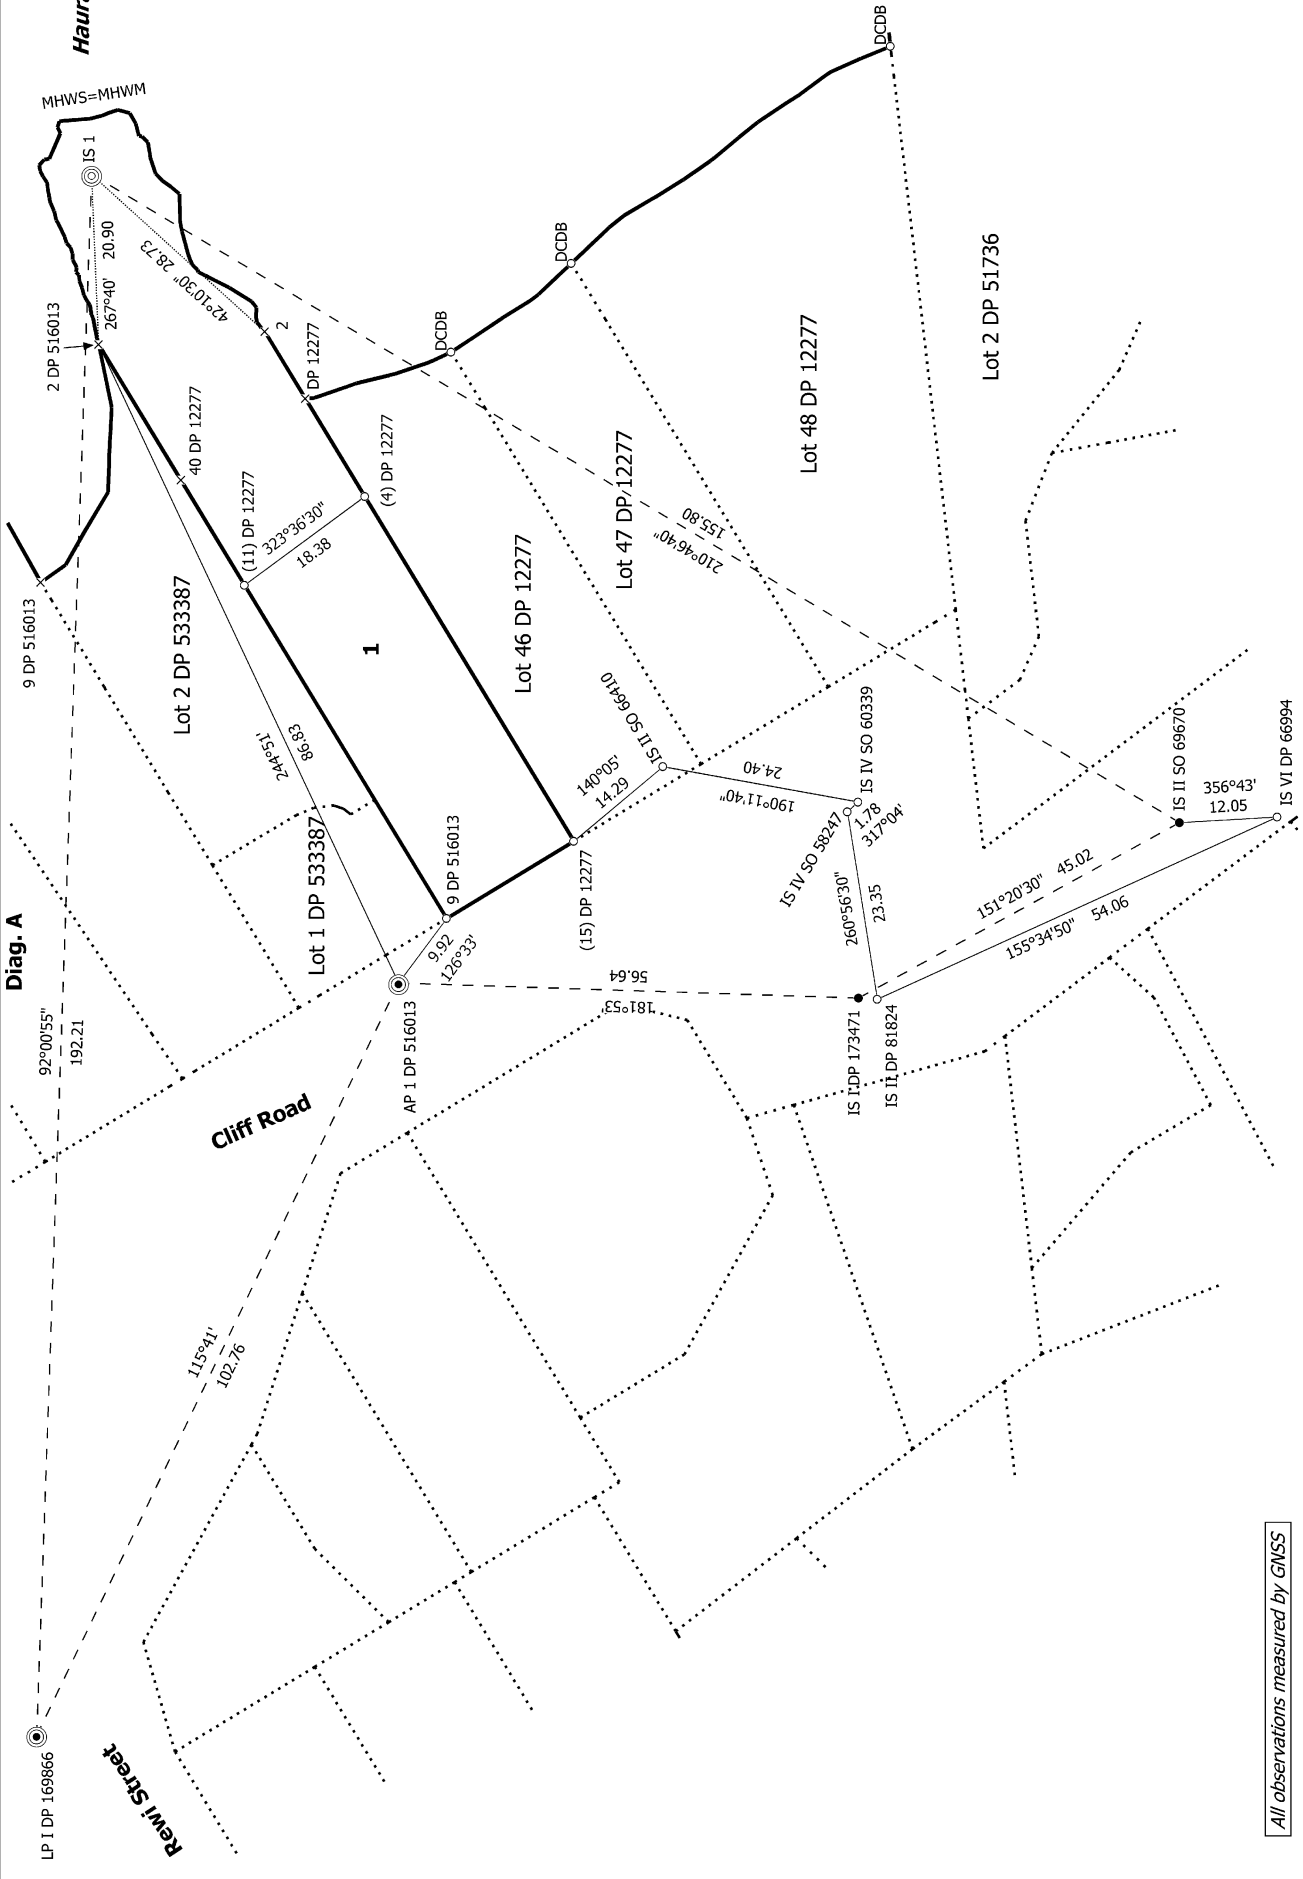 Diag. A
LP I DP 169866
Rewi Street
92°00'55"
192.21
115°41'
102.76
Cliff Road
AP 1 DP 516013
9.92
126°33'
9 DP 516013
Lot 1 DP 533387
244°51'
86.83
Lot 2 DP 533387
9 DP 516013
2 DP 516013
267°40'
20.90
IS 1
MHWS=MHWM
42°10'30" 28.73
2
40 DP 12277
(11) DP 12277
323°36'30"
18.38
(4) DP 12277
DP 12277
1
Lot 46 DP 12277
(15) DP 12277
140°05'
14.29
IS II SO 66410
Lot 47 DP 12277
DCDB
DCDB
DCDB
155.80
210°46'40"
Lot 48 DP 12277
Lot 2 DP 51736
24.40
190°11'40"
IS IV SO 60339
1.78
317°04'
IS IV SO 58247
260°56'30"
23.35
56.64
181°53'
IS I DP 173471
IS II DP 81824
151°20'30"
45.02
155°34'50"
54.06
IS II SO 69670
356°43'
12.05
IS VI DP 66994
All observations measured by GNSS